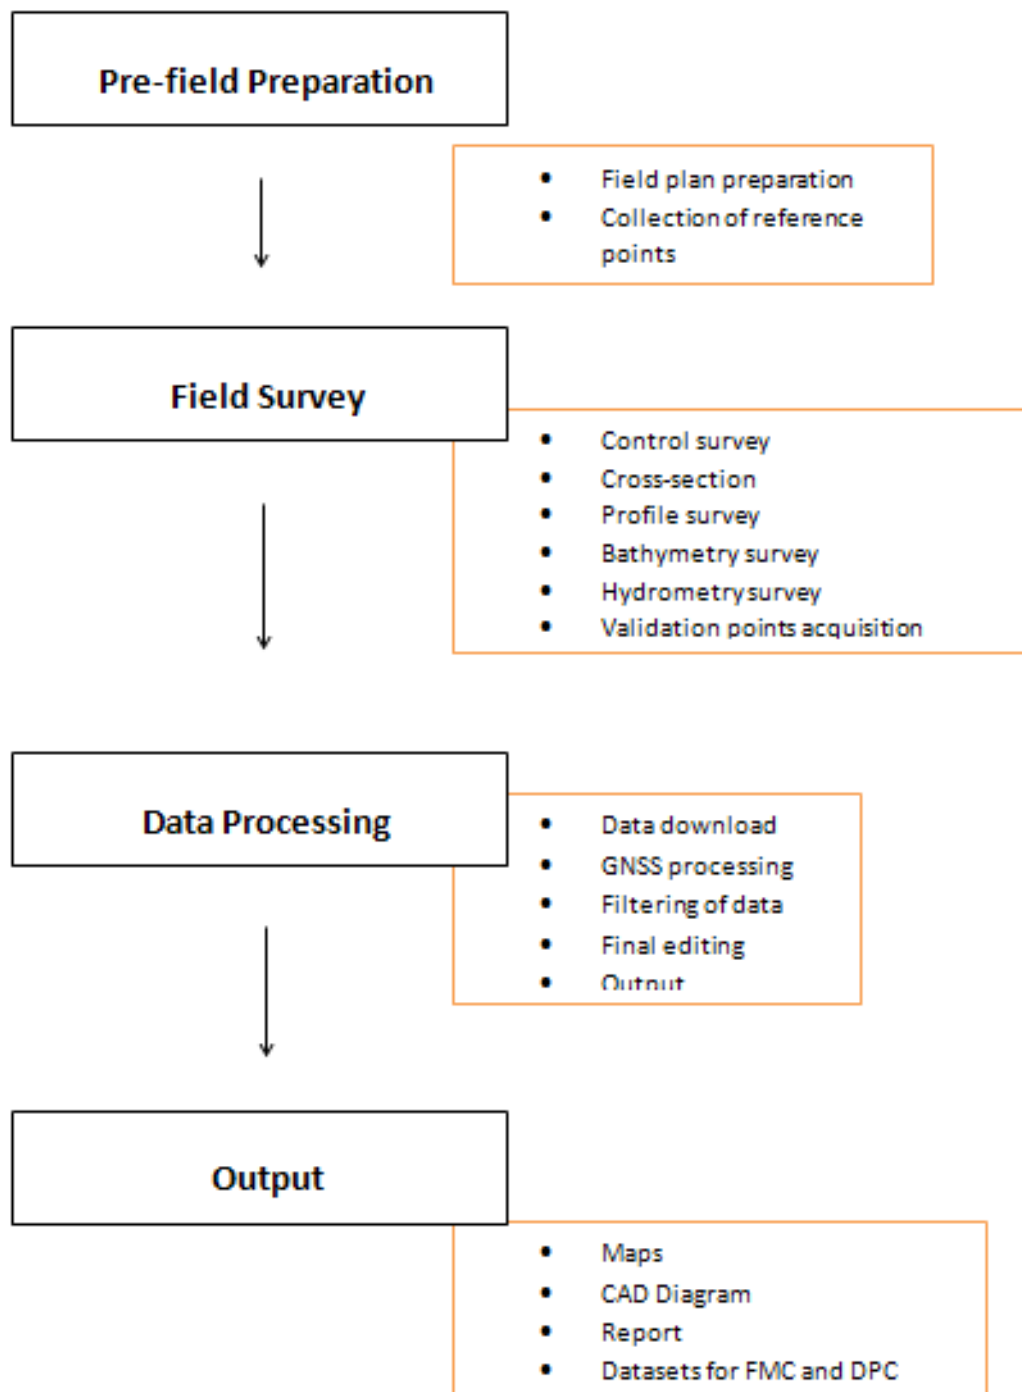 Pre-field Preparation
• Field plan preparation
• Collection of reference
points
Field Survey
• Control survey
• Cross-section
• Profile survey
• Bathymetry survey
• Hydrometry survey
• Validation points acquisition
Data Processing
• Data download
• GNSS processing
• Filtering of data
• Final editing
• Output
Output
• Maps
• CAD Diagram
• Report
• Datasets for FMC and DPC